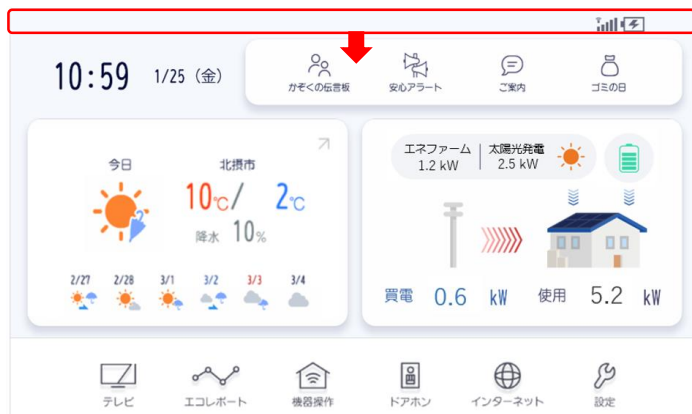 10:59 1/25 (金)
かぞくの伝言板 安心アラート ご案内 ゴミの日
今日 北摂市
10℃/ 2℃
降水 10%
2/27 2/28 3/1 3/2 3/3 3/4
エネファーム 太陽光発電
1.2 kW 2.5 kW
買電 0.6 kW 使用 5.2 kW
テレビ エコレポート 機器操作 ドアホン インターネット 設定